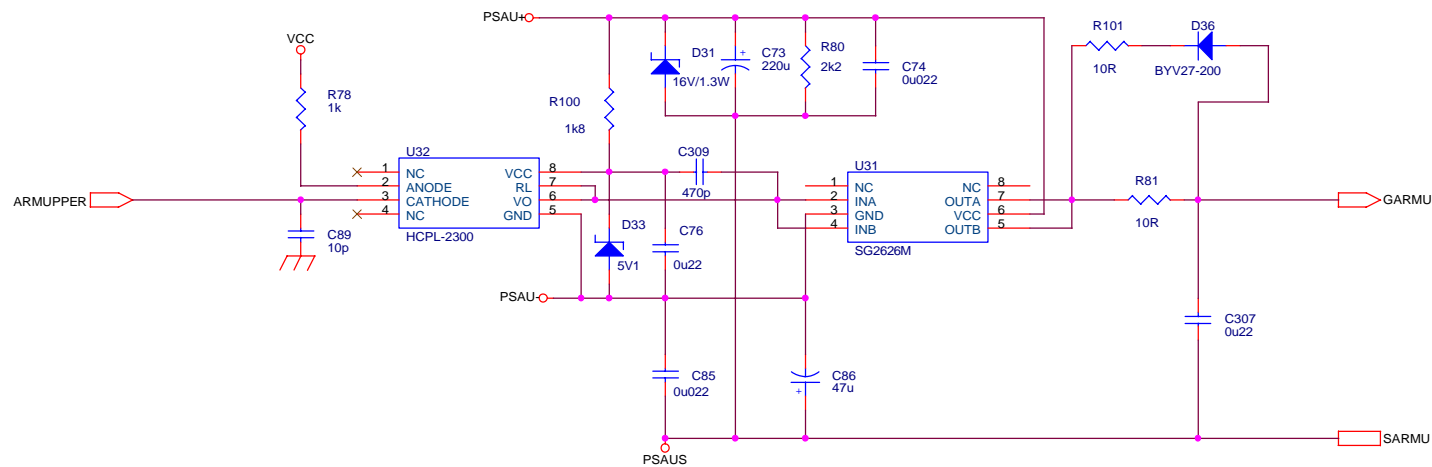 PSAU+
R101
D36
VCC
D31
C73
220u
R80
2k2
C74
0u022
16V/1.3W
10R
BYV27-200
R78
1k
R100
1k8
U32
C309
470p
U31
1 NC VCC 8
2 ANODE RL 7
3 CATHODE VO 6
4 NC GND 5
HCPL-2300
1 NC NC 8
2 INA OUTA 7
3 GND VCC 6
4 INB OUTB 5
SG2626M
R81
10R
ARMUPPER
GARMU
C89
10p
D33
5V1
C76
0u22
PSAU-
C307
0u22
C85
0u022
C86
47u
PSAUS
SARMU